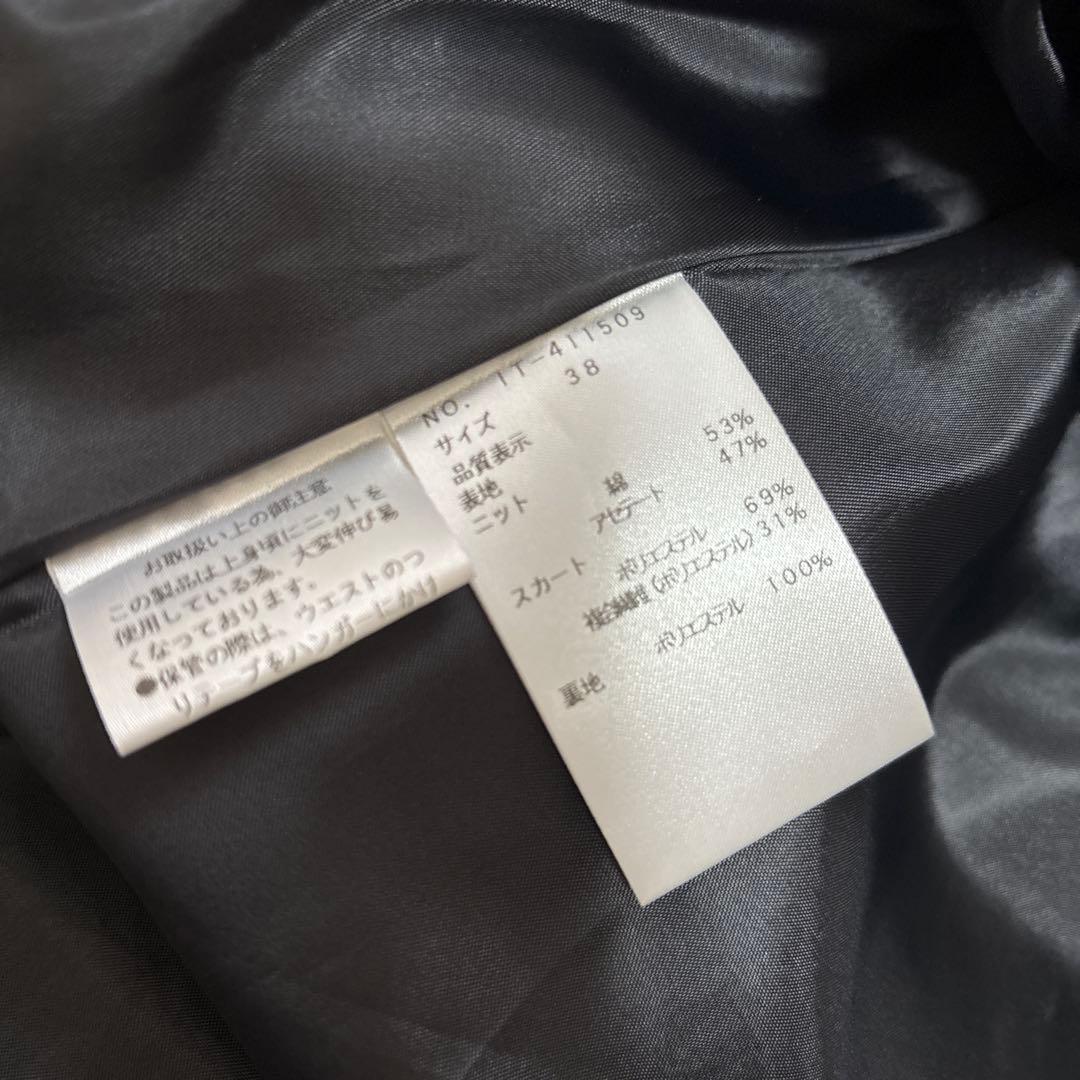 お取扱い上の御注意
この製品は上身頃にニットを
使用している為、大変伸び易
くなっております。
●保管の際は、ウエストのつ
りテープをハンガーにかけ
NO. IT-411509
サイズ 38
品質表示
表地
ニット 綿 53%
アセテート 47%
スカート ポリエステル 69%
複合繊維(ポリエステル)31%
裏地 ポリエステル 100%